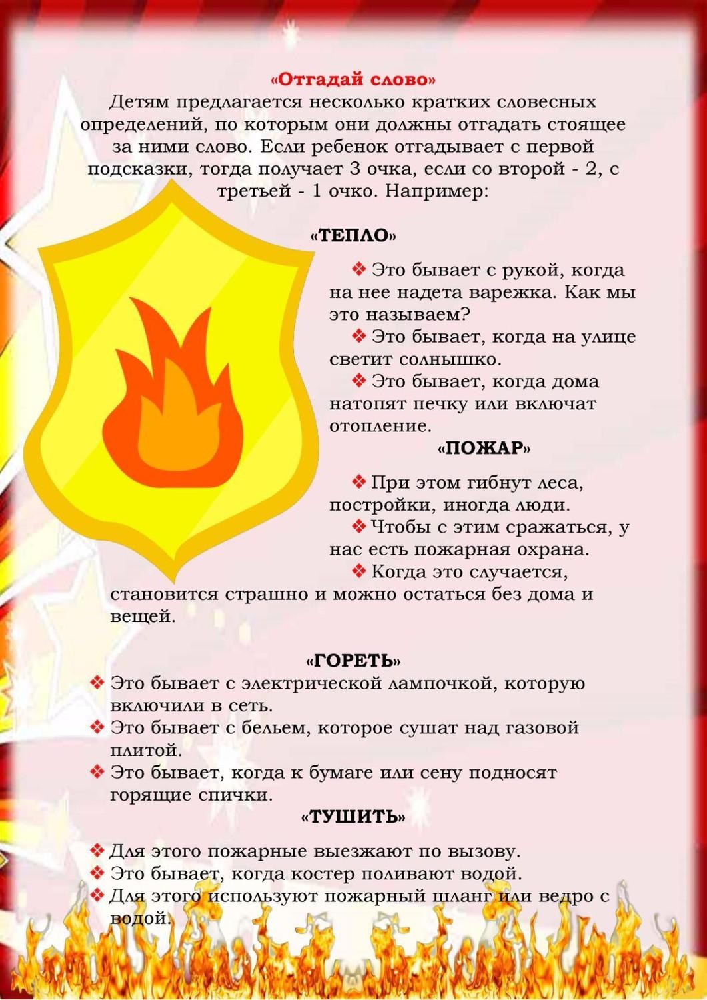 «Отгадай слово»
Детям предлагается несколько кратких словесных
определений, по которым они должны отгадать стоящее
за ними слово. Если ребенок отгадывает с первой
подсказки, тогда получает 3 очка, если со второй - 2, с
третьей - 1 очко. Например:
«ТЕПЛО»
❖ Это бывает с рукой, когда
на нее надета варежка. Как мы
это называем?
❖ Это бывает, когда на улице
светит солнышко.
❖ Это бывает, когда дома
натопят печку или включат
отопление.
«ПОЖАР»
❖ При этом гибнут леса,
постройки, иногда люди.
❖ Чтобы с этим сражаться, у
нас есть пожарная охрана.
❖ Когда это случается,
становится страшно и можно остаться без дома и
вещей.
«ГОРЕТЬ»
❖ Это бывает с электрической лампочкой, которую
включили в сеть.
❖ Это бывает с бельем, которое сушат над газовой
плитой.
❖ Это бывает, когда к бумаге или сену подносят
горящие спички.
«ТУШИТЬ»
❖ Для этого пожарные выезжают по вызову.
❖ Это бывает, когда костер поливают водой.
❖ Для этого используют пожарный шланг или ведро с
водой.